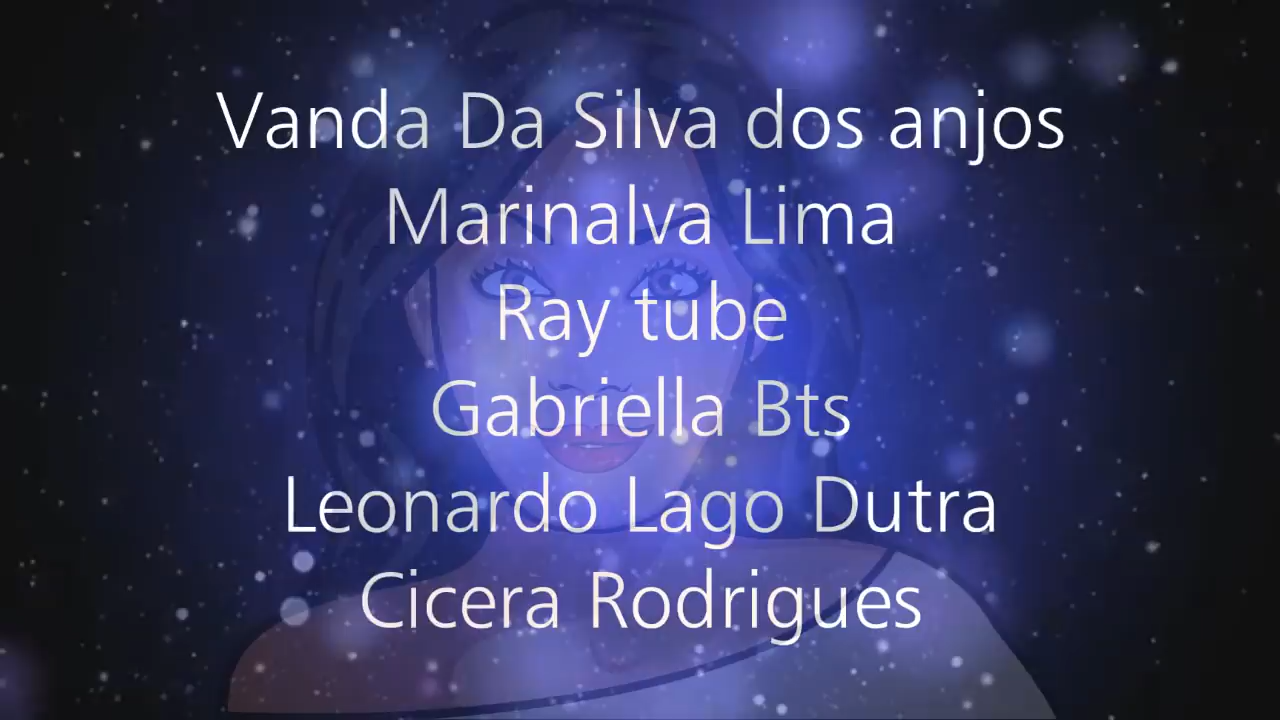 Vanda Da Silva dos anjos
Marinalva Lima
Ray tube
Gabriella Bts
Leonardo Lago Dutra
Cicera Rodrigues